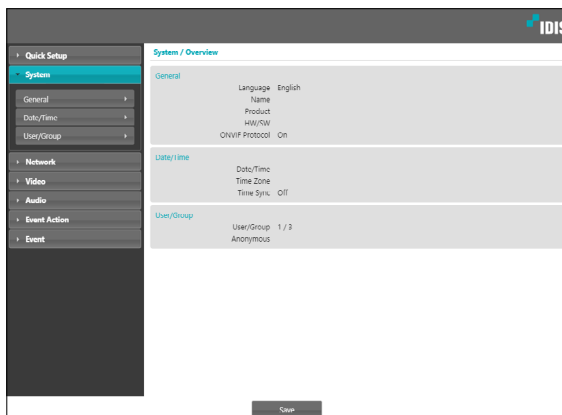 IDIS
Quick Setup
System
General
Date/Time
User/Group
Network
Video
Audio
Event Action
Event
System / Overview
General
Language English
Name
Product
HW/SW
ONVIF Protocol On
Date/Time
Date/Time
Time Zone
Time Sync. Off
User/Group
User/Group 1 / 3
Anonymous
Save